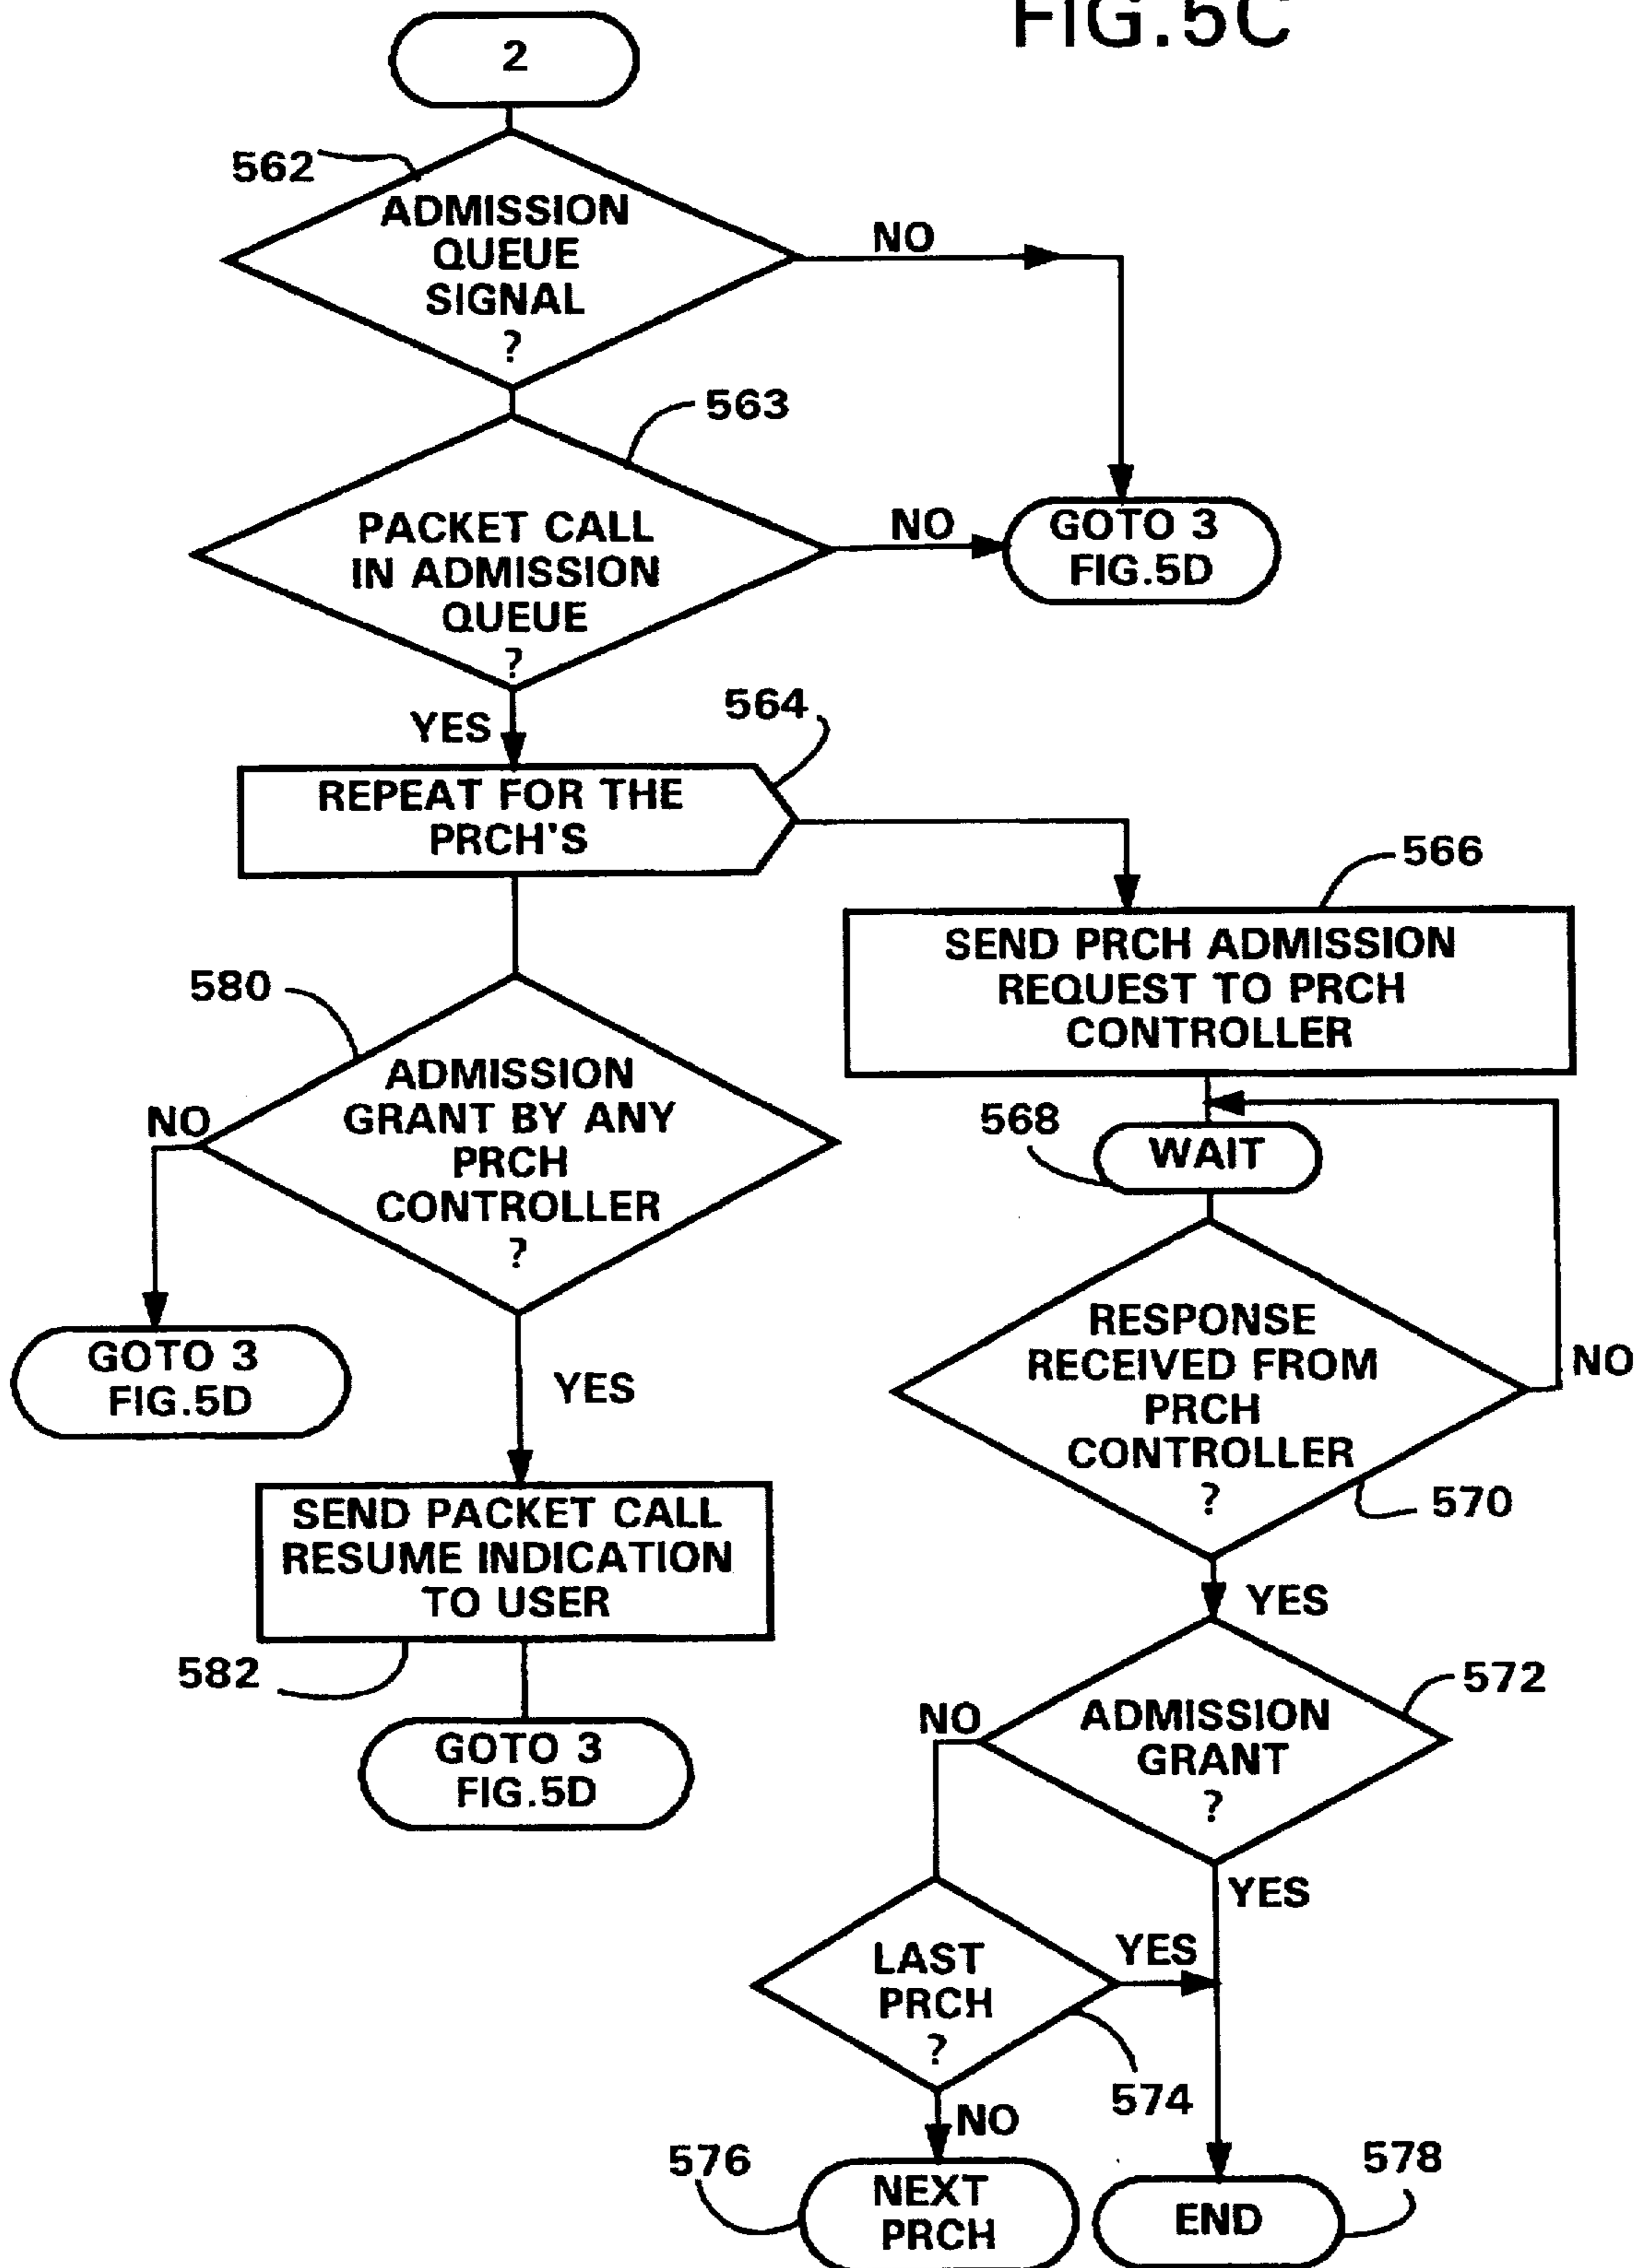 FIG.5C
2
562
ADMISSION
QUEUE
SIGNAL
?
NO
563
PACKET CALL
IN ADMISSION
QUEUE
?
NO
GOTO 3
FIG.5D
YES
564
REPEAT FOR THE
PRCH'S
566
SEND PRCH ADMISSION
REQUEST TO PRCH
CONTROLLER
580
ADMISSION
GRANT BY ANY
PRCH
CONTROLLER
?
NO
568
WAIT
GOTO 3
FIG.5D
YES
RESPONSE
RECEIVED FROM
PRCH
CONTROLLER
?
NO
570
SEND PACKET CALL
RESUME INDICATION
TO USER
582
YES
GOTO 3
FIG.5D
572
ADMISSION
GRANT
?
NO
YES
LAST
PRCH
?
YES
574
NO
576
NEXT
PRCH
END
578